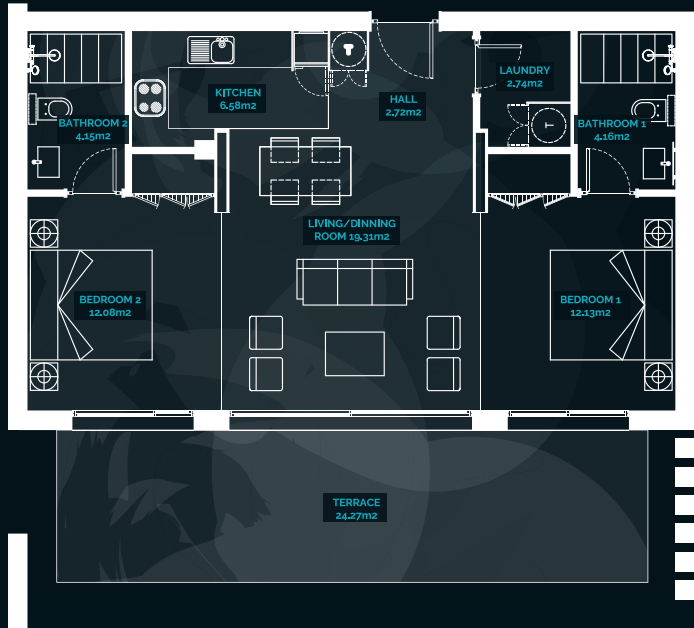 KITCHEN
6.58m2
HALL
2.72m2
LAUNDRY
2.74m2
BATHROOM 2
4.15m2
BATHROOM 1
4.16m2
T
T
LIVING/DINNING
ROOM 19.31m2
BEDROOM 2
12.08m2
BEDROOM 1
12.13m2
TERRACE
24.27m2